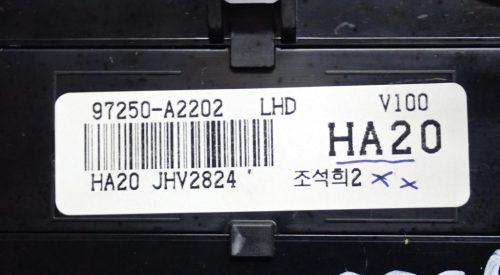 97250-A2202 LHD V100
HA20
HA20 JHV2824 ' 조석희2 x x